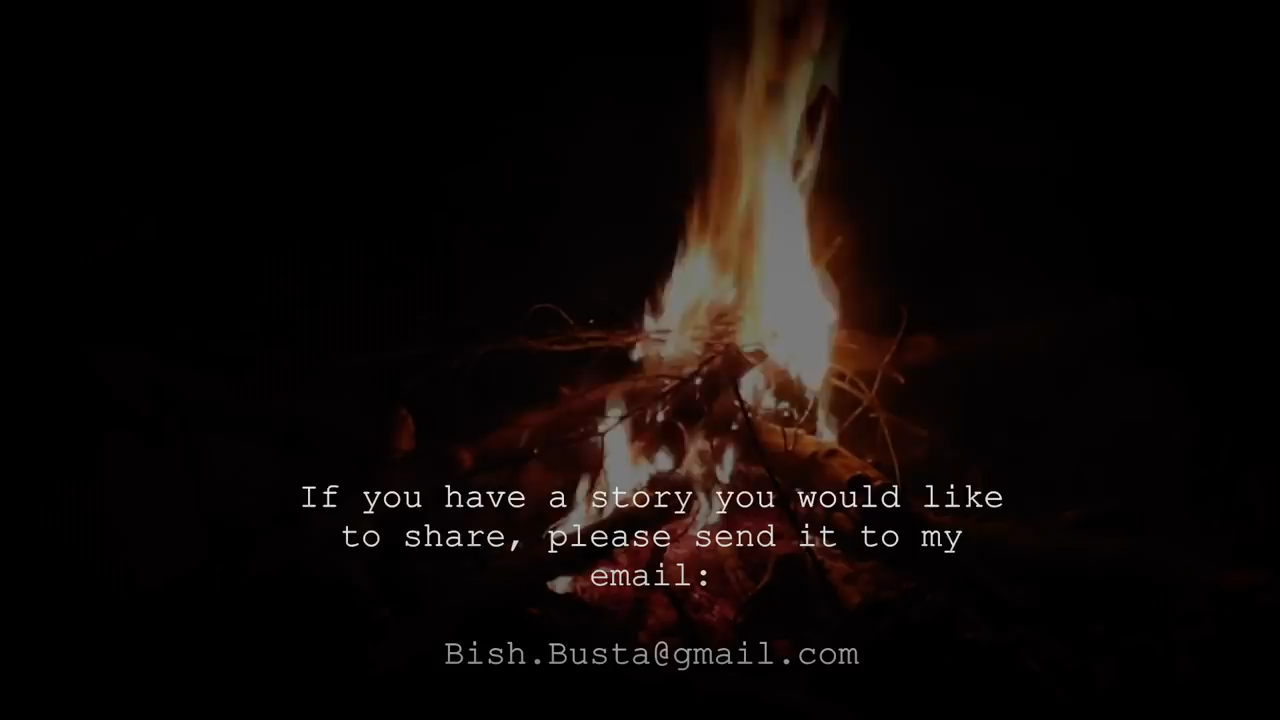 If you have a story you would like
to share, please send it to my
email:
Bish.Busta@gmail.com